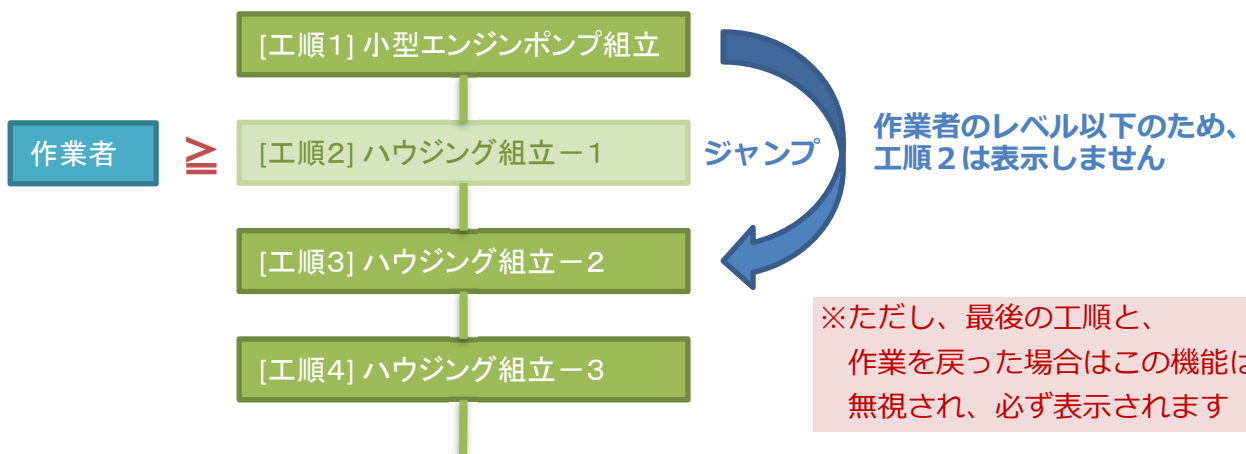 [工順1] 小型エンジンポンプ組立
作業者
≧
[工順2] ハウジング組立－1
ジャンプ
作業者のレベル以下のため、
工順２は表示しません
[工順3] ハウジング組立－2
[工順4] ハウジング組立－3
※ただし、最後の工順と、
作業を戻った場合はこの機能は
無視され、必ず表示されます